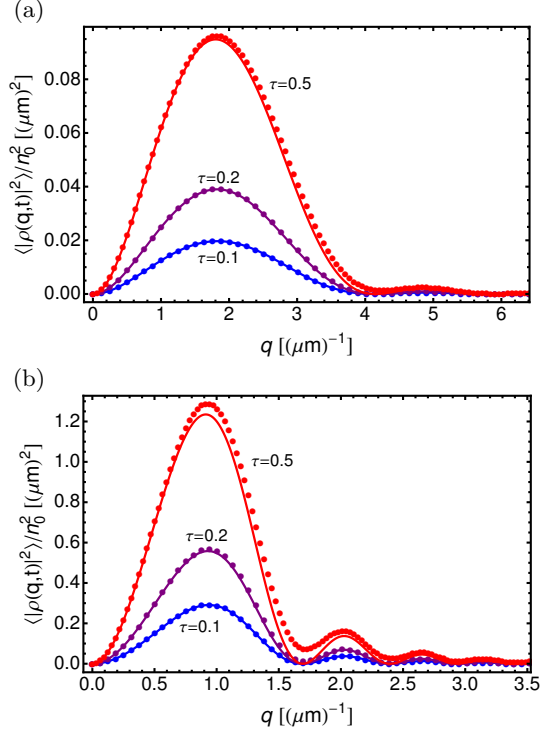 (a)
⟨|ρ(q,t)|²⟩/n₀² [(μm)²]
0.08
0.04
0.02
0.00
τ=0.5
τ=0.2
τ=0.1
0 1 2 3 4 5 6
q [(μm)⁻¹]
(b)
⟨|ρ(q,t)|²⟩/n₀² [(μm)²]
1.2
1.0
0.8
0.6
0.4
0.2
0.0
τ=0.5
τ=0.2
τ=0.1
0.0 0.5 1.0 1.5 2.0 2.5 3.0 3.5
q [(μm)⁻¹]